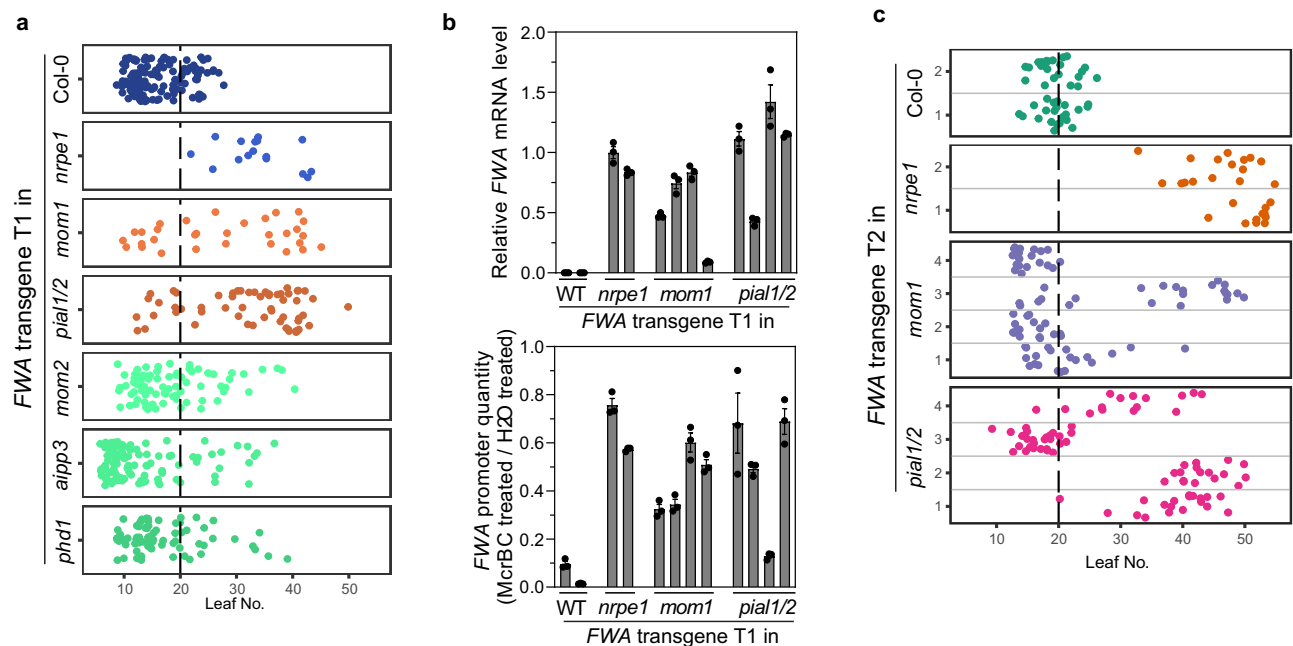 a
FWA transgene T1 in
Col-0
nrpe1
mom1
pial1/2
mom2
aipp3
phd1
10 20 30 40 50
Leaf No.
b
Relative FWA mRNA level
2.0
1.5
1.0
0.5
0.0
WT nrpe1 mom1 pial1/2
FWA transgene T1 in
FWA promoter quantity
(McrBC treated / H2O treated)
1.0
0.8
0.6
0.4
0.2
0.0
WT nrpe1 mom1 pial1/2
FWA transgene T1 in
c
FWA transgene T2 in
Col-0
2
1
nrpe1
2
1
mom1
4
3
2
1
pial1/2
4
3
2
1
10 20 30 40 50
Leaf No.